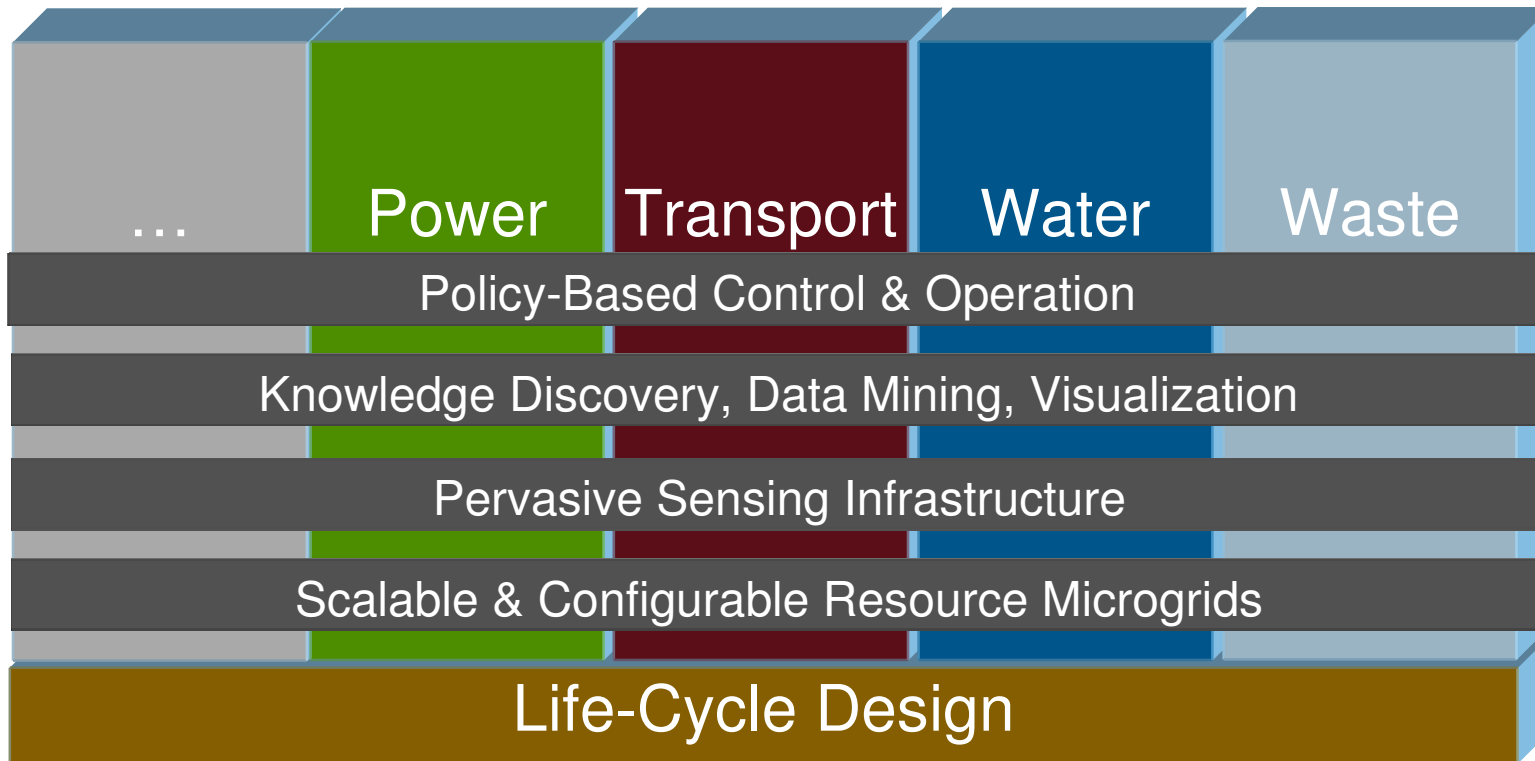 ...
Power
Transport
Water
Waste
Policy-Based Control & Operation
Knowledge Discovery, Data Mining, Visualization
Pervasive Sensing Infrastructure
Scalable & Configurable Resource Microgrids
Life-Cycle Design